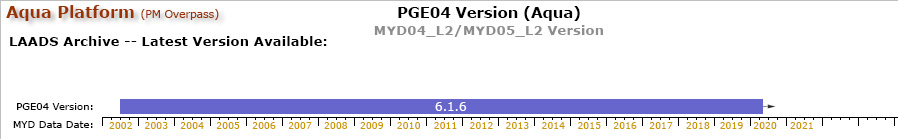 Aqua Platform (PM Overpass)
PGE04 Version (Aqua)
MYD04_L2/MYD05_L2 Version
LAADS Archive -- Latest Version Available:
PGE04 Version: 6.1.6
MYD Data Date: 2002 2003 2004 2005 2006 2007 2008 2009 2010 2011 2012 2013 2014 2015 2016 2017 2018 2019 2020 2021